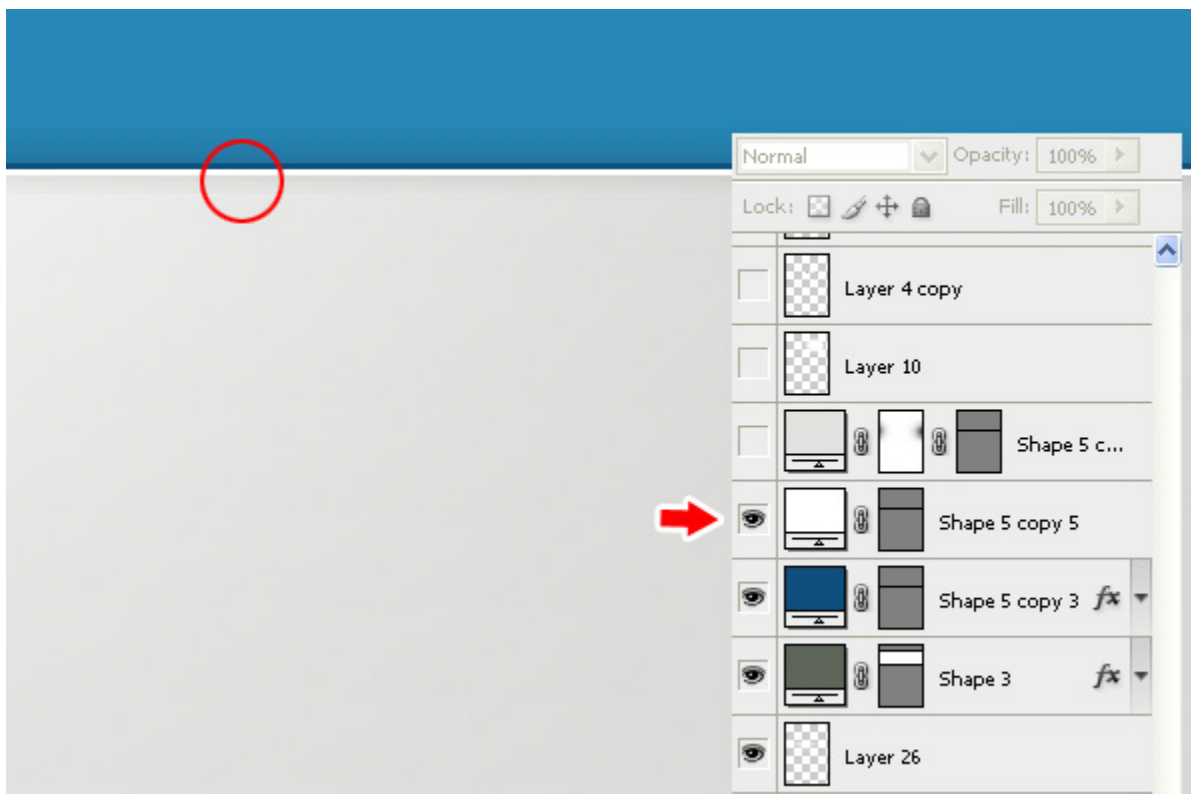 Normal Opacity: 100%
Lock: Fill: 100%
Layer 4 copy
Layer 10
Shape 5 c...
Shape 5 copy 5
Shape 5 copy 3 fx
Shape 3 fx
Layer 26